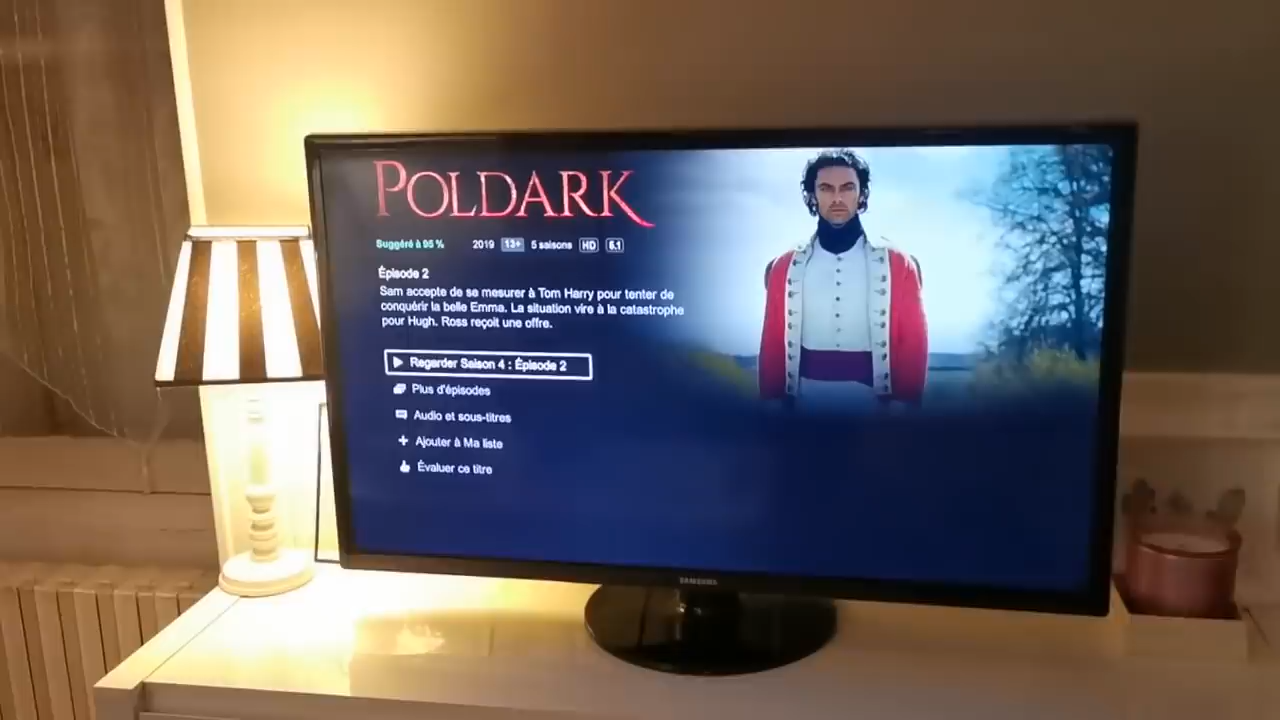 POLDARK
Suggéré à 95 % 2019 13+ 5 saisons HD 5.1
Épisode 2
Sam accepte de se mesurer à Tom Harry pour tenter de
conquérir la belle Emma. La situation vire à la catastrophe
pour Hugh. Ross reçoit une offre.
Regarder Saison 4 : Épisode 2
Plus d'épisodes
Audio et sous-titres
+ Ajouter à Ma liste
Évaluer ce titre
SAMSUNG